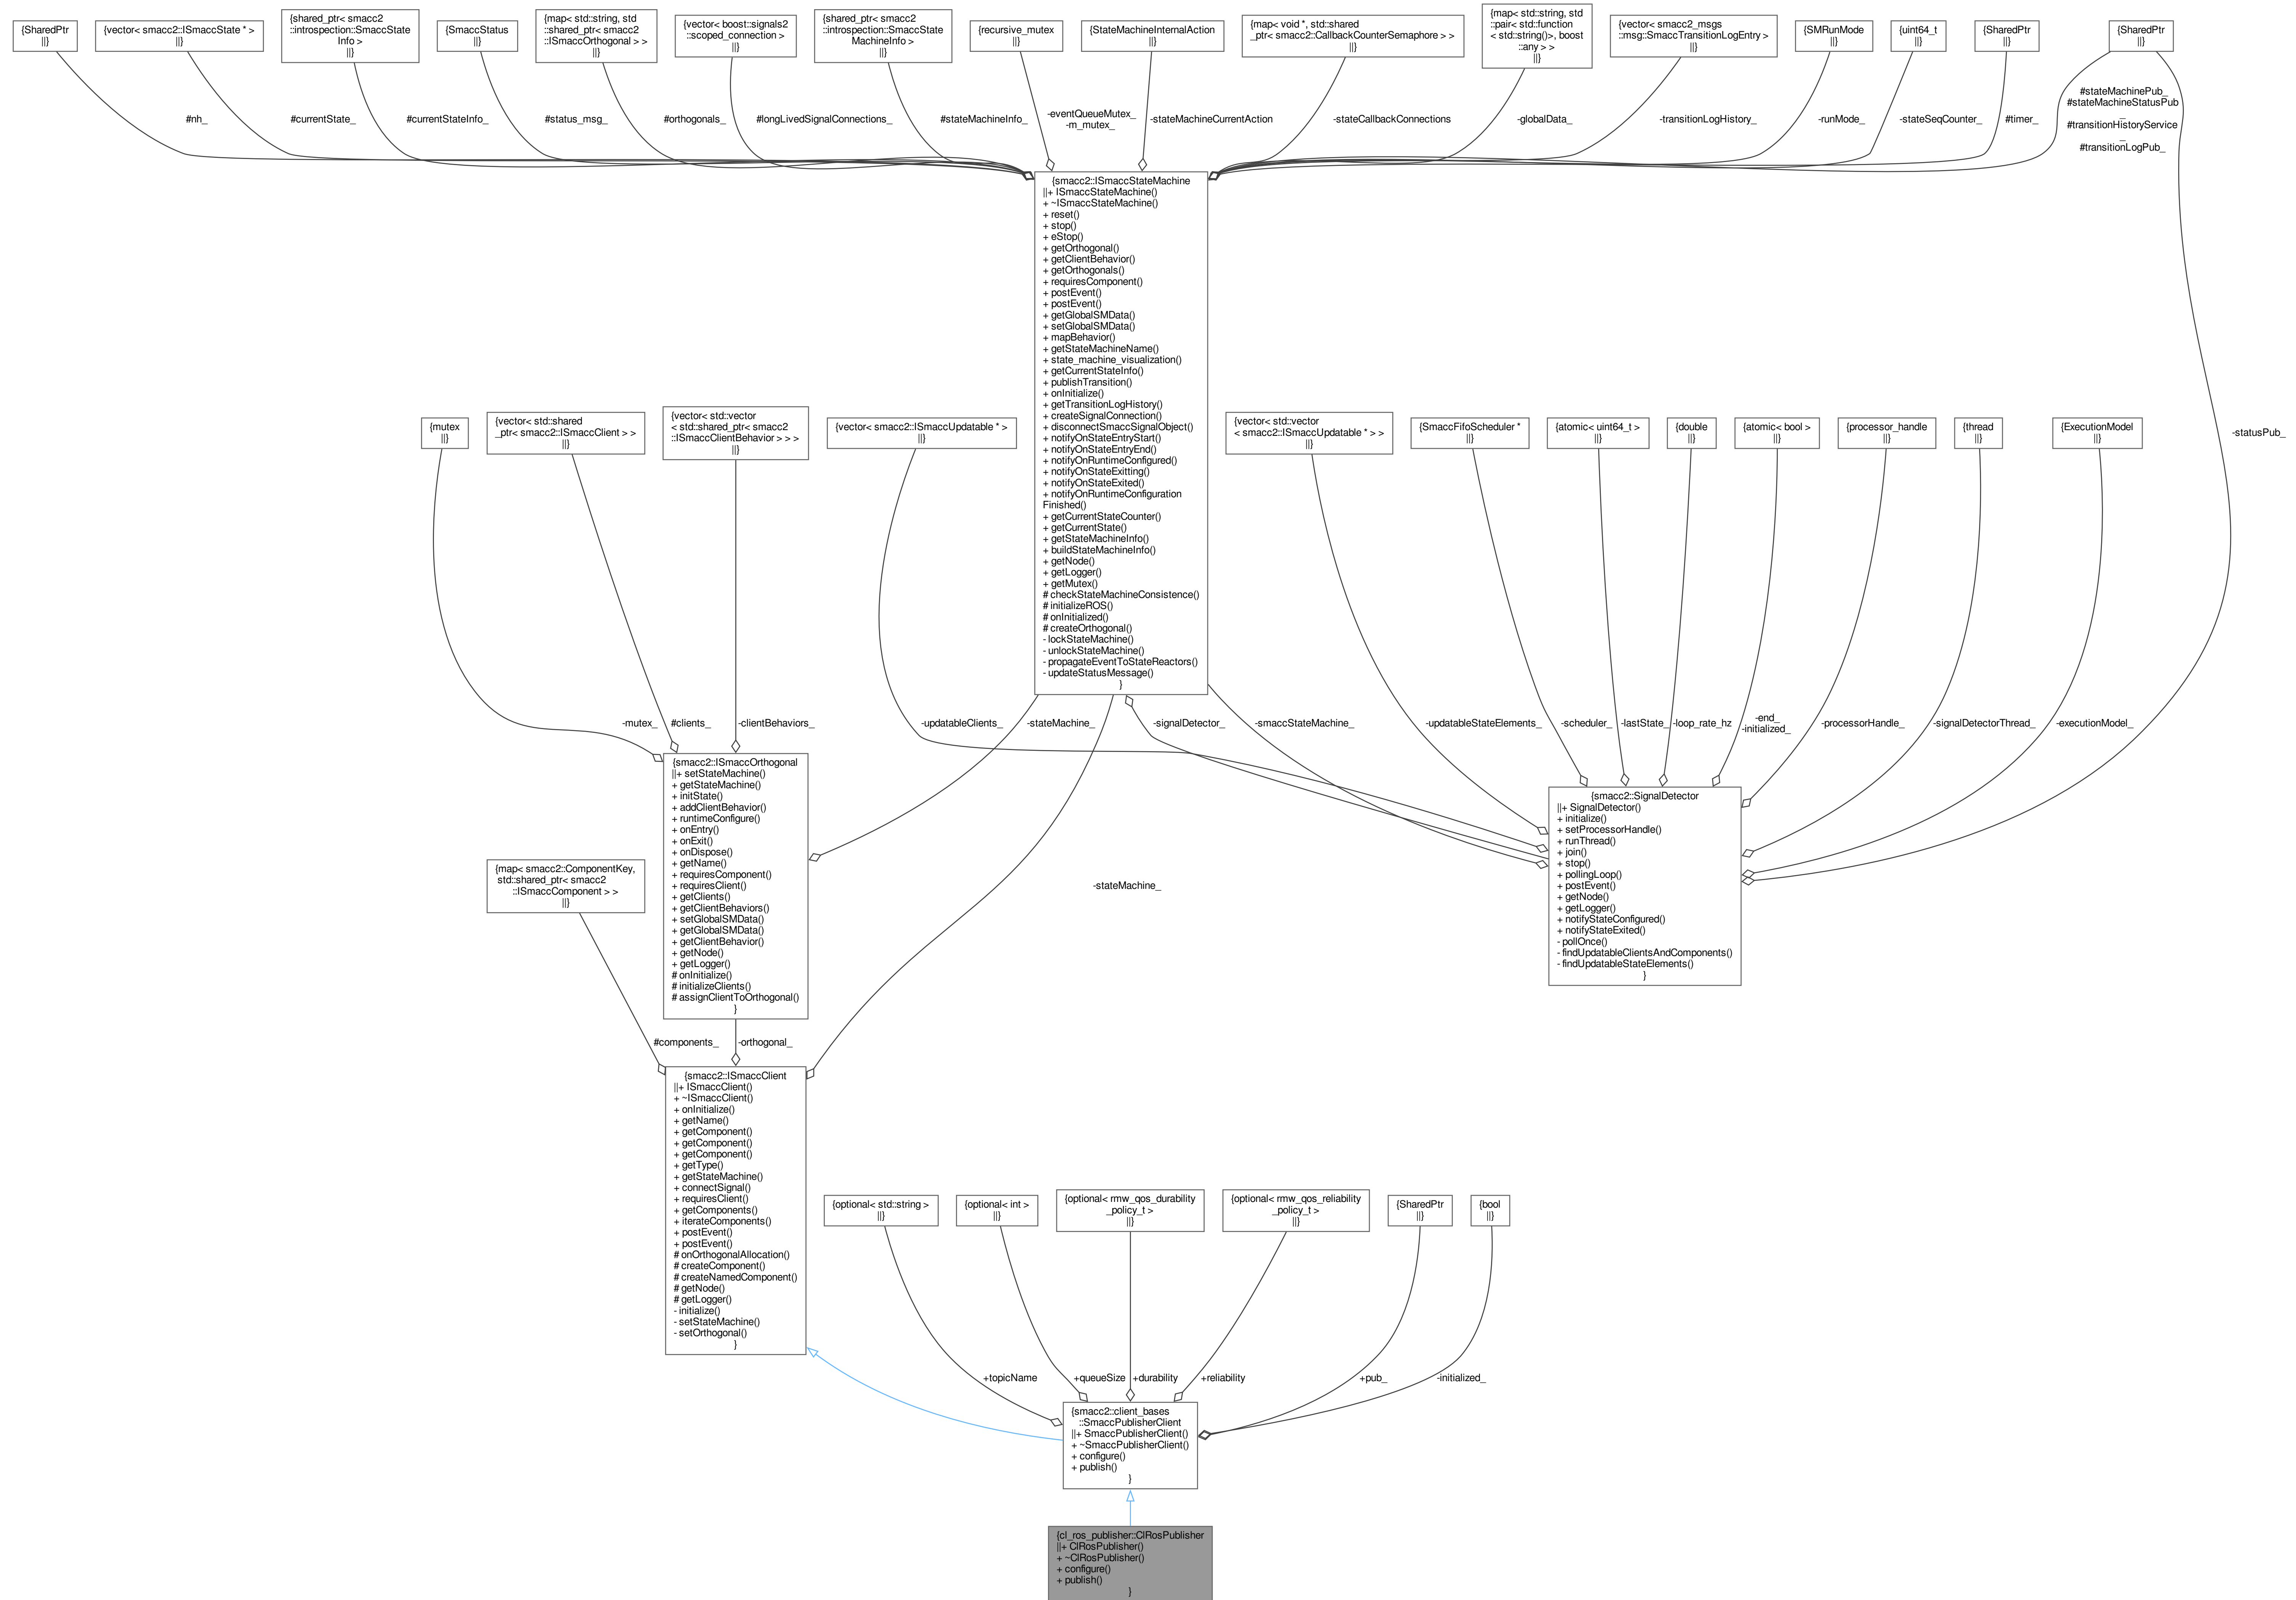 {SharedPtr
||}
{vector< smacc2::ISmaccState * >
||}
{shared_ptr< smacc2
::introspection::SmaccState
Info >
||}
{SmaccStatus
||}
{map< std::string, std
::shared_ptr< smacc2
::ISmaccOrthogonal > >
||}
{vector< boost::signals2
::scoped_connection >
||}
{shared_ptr< smacc2
::introspection::SmaccState
MachineInfo >
||}
{recursive_mutex
||}
{StateMachineInternalAction
||}
{map< void *, std::shared
_ptr< smacc2::CallbackCounterSemaphore > >
||}
{map< std::string, std
::pair< std::function
< std::string()>, boost
::any > >
||}
{vector< smacc2_msgs
::msg::SmaccTransitionLogEntry >
||}
{SMRunMode
||}
{uint64_t
||}
{SharedPtr
||}
{SharedPtr
||}
#nh_
#currentState_
#currentStateInfo_
#status_msg_
#orthogonals_
#longLivedSignalConnections_
#stateMachineInfo_
-eventQueueMutex_
-m_mutex_
-stateMachineCurrentAction
-stateCallbackConnections
-globalData_
-transitionLogHistory_
-runMode_
-stateSeqCounter_
#timer_
#stateMachinePub_
#stateMachineStatusPub
_
#transitionHistoryService
_
#transitionLogPub_
{smacc2::ISmaccStateMachine
||+ ISmaccStateMachine()
+ ~ISmaccStateMachine()
+ reset()
+ stop()
+ eStop()
+ getOrthogonal()
+ getClientBehavior()
+ getOrthogonals()
+ requiresComponent()
+ postEvent()
+ postEvent()
+ getGlobalSMData()
+ setGlobalSMData()
+ mapBehavior()
+ getStateMachineName()
+ state_machine_visualization()
+ getCurrentStateInfo()
+ publishTransition()
+ onInitialize()
+ getTransitionLogHistory()
+ createSignalConnection()
+ disconnectSmaccSignalObject()
+ notifyOnStateEntryStart()
+ notifyOnStateEntryEnd()
+ notifyOnRuntimeConfigured()
+ notifyOnStateExitting()
+ notifyOnStateExited()
+ notifyOnRuntimeConfiguration
Finished()
+ getCurrentStateCounter()
+ getCurrentState()
+ getStateMachineInfo()
+ buildStateMachineInfo()
+ getNode()
+ getLogger()
+ getMutex()
# checkStateMachineConsistence()
# initializeROS()
# onInitialized()
# createOrthogonal()
- lockStateMachine()
- unlockStateMachine()
- propagateEventToStateReactors()
- updateStatusMessage()
}
{mutex
||}
{vector< std::shared
_ptr< smacc2::ISmaccClient > >
||}
{vector< std::vector
< std::shared_ptr< smacc2
::ISmaccClientBehavior > > >
||}
{vector< smacc2::ISmaccUpdatable * >
||}
{vector< std::vector
< smacc2::ISmaccUpdatable * > >
||}
{SmaccFifoScheduler *
||}
{atomic< uint64_t >
||}
{double
||}
{atomic< bool >
||}
{processor_handle
||}
{thread
||}
{ExecutionModel
||}
-statusPub_
-mutex_
#clients_
-clientBehaviors_
-updatableClients_
-stateMachine_
-signalDetector_
-smaccStateMachine_
-updatableStateElements_
-scheduler_
-lastState_
-loop_rate_hz
-end_
-initialized_
-processorHandle_
-signalDetectorThread_
-executionModel_
{smacc2::ISmaccOrthogonal
||+ setStateMachine()
+ getStateMachine()
+ initState()
+ addClientBehavior()
+ runtimeConfigure()
+ onEntry()
+ onExit()
+ onDispose()
+ getName()
+ requiresComponent()
+ requiresClient()
+ getClients()
+ getClientBehaviors()
+ setGlobalSMData()
+ getGlobalSMData()
+ getClientBehavior()
+ getNode()
+ getLogger()
# onInitialize()
# initializeClients()
# assignClientToOrthogonal()
}
{smacc2::SignalDetector
||+ SignalDetector()
+ initialize()
+ setProcessorHandle()
+ runThread()
+ join()
+ stop()
+ pollingLoop()
+ postEvent()
+ getNode()
+ getLogger()
+ notifyStateConfigured()
+ notifyStateExited()
- pollOnce()
- findUpdatableClientsAndComponents()
- findUpdatableStateElements()
}
{map< smacc2::ComponentKey,
std::shared_ptr< smacc2
::ISmaccComponent > >
||}
-stateMachine_
#components_
-orthogonal_
{smacc2::ISmaccClient
||+ ISmaccClient()
+ ~ISmaccClient()
+ onInitialize()
+ getName()
+ getComponent()
+ getComponent()
+ getComponent()
+ getType()
+ getStateMachine()
+ connectSignal()
+ requiresClient()
+ getComponents()
+ iterateComponents()
+ postEvent()
+ postEvent()
# onOrthogonalAllocation()
# createComponent()
# createNamedComponent()
# getNode()
# getLogger()
- initialize()
- setStateMachine()
- setOrthogonal()
}
{optional< std::string >
||}
{optional< int >
||}
{optional< rmw_qos_durability
_policy_t >
||}
{optional< rmw_qos_reliability
_policy_t >
||}
{SharedPtr
||}
{bool
||}
+topicName
+queueSize
+durability
+reliability
+pub_
-initialized_
{smacc2::client_bases
::SmaccPublisherClient
||+ SmaccPublisherClient()
+ ~SmaccPublisherClient()
+ configure()
+ publish()
}
{cl_ros_publisher::ClRosPublisher
||+ ClRosPublisher()
+ ~ClRosPublisher()
+ configure()
+ publish()
}